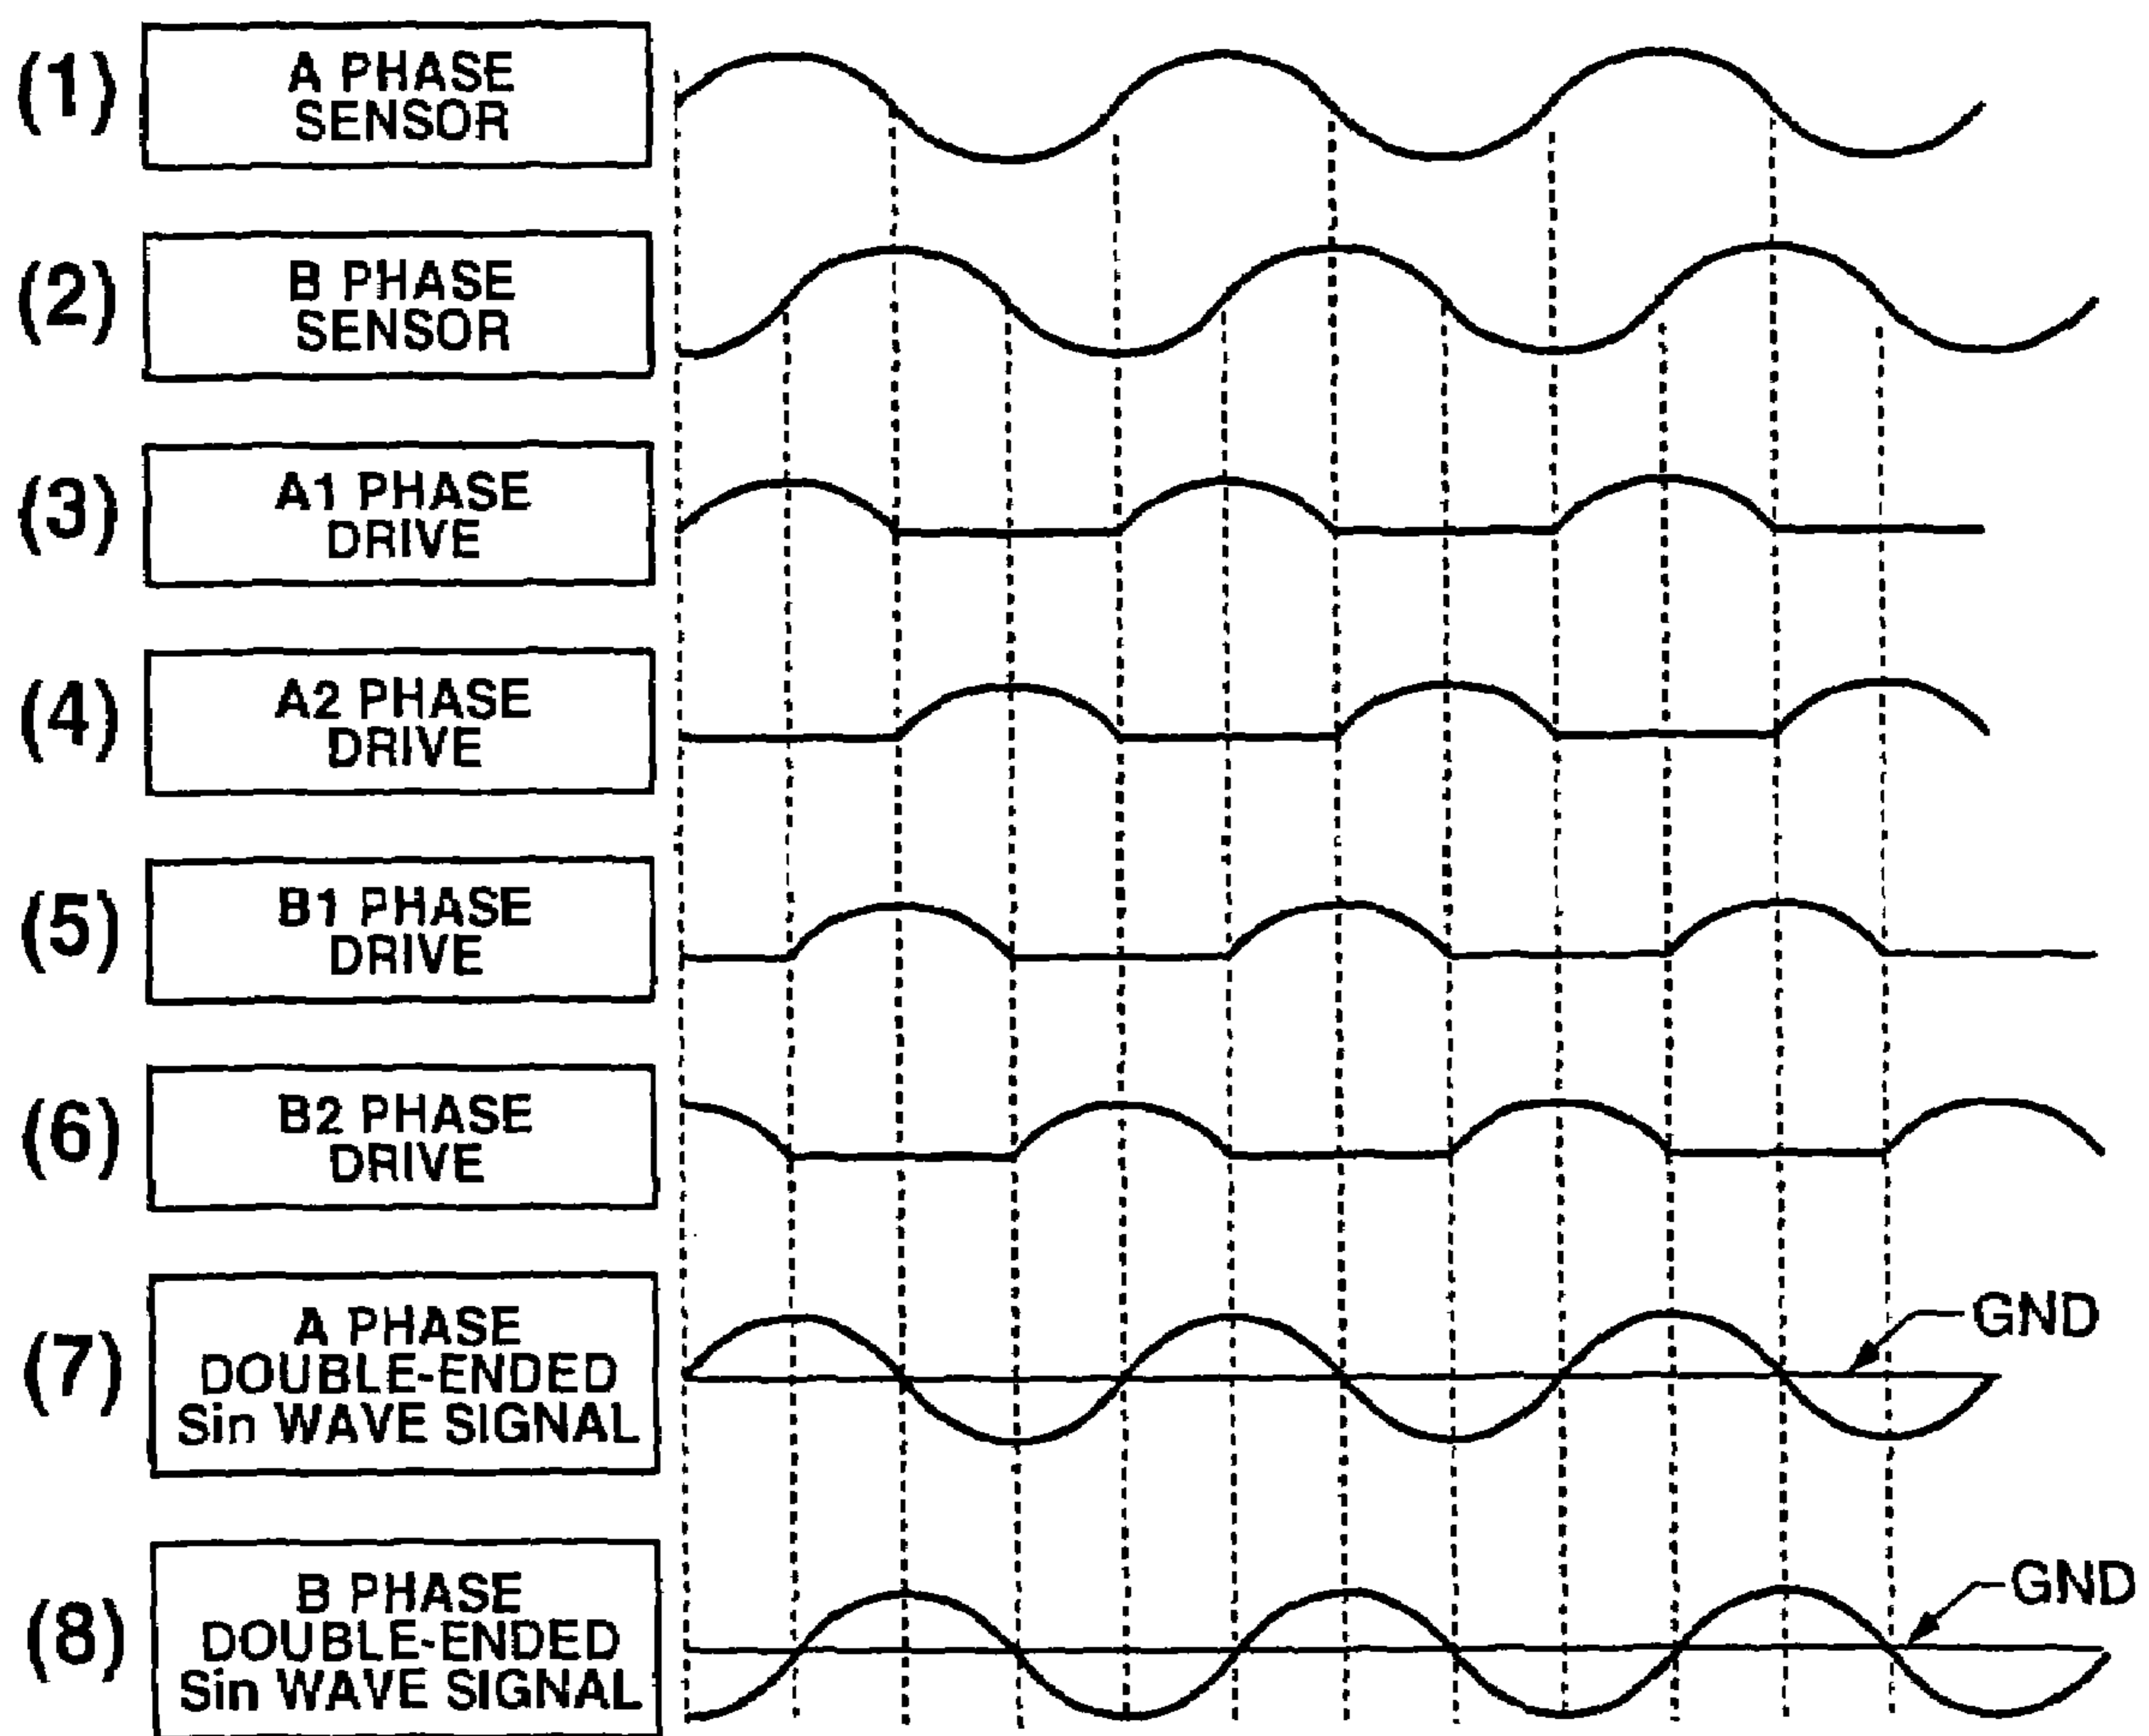 (1)
A PHASE
SENSOR
(2)
B PHASE
SENSOR
(3)
A1 PHASE
DRIVE
(4)
A2 PHASE
DRIVE
(5)
B1 PHASE
DRIVE
(6)
B2 PHASE
DRIVE
(7)
A PHASE
DOUBLE-ENDED
Sin WAVE SIGNAL
GND
(8)
B PHASE
DOUBLE-ENDED
Sin WAVE SIGNAL
GND